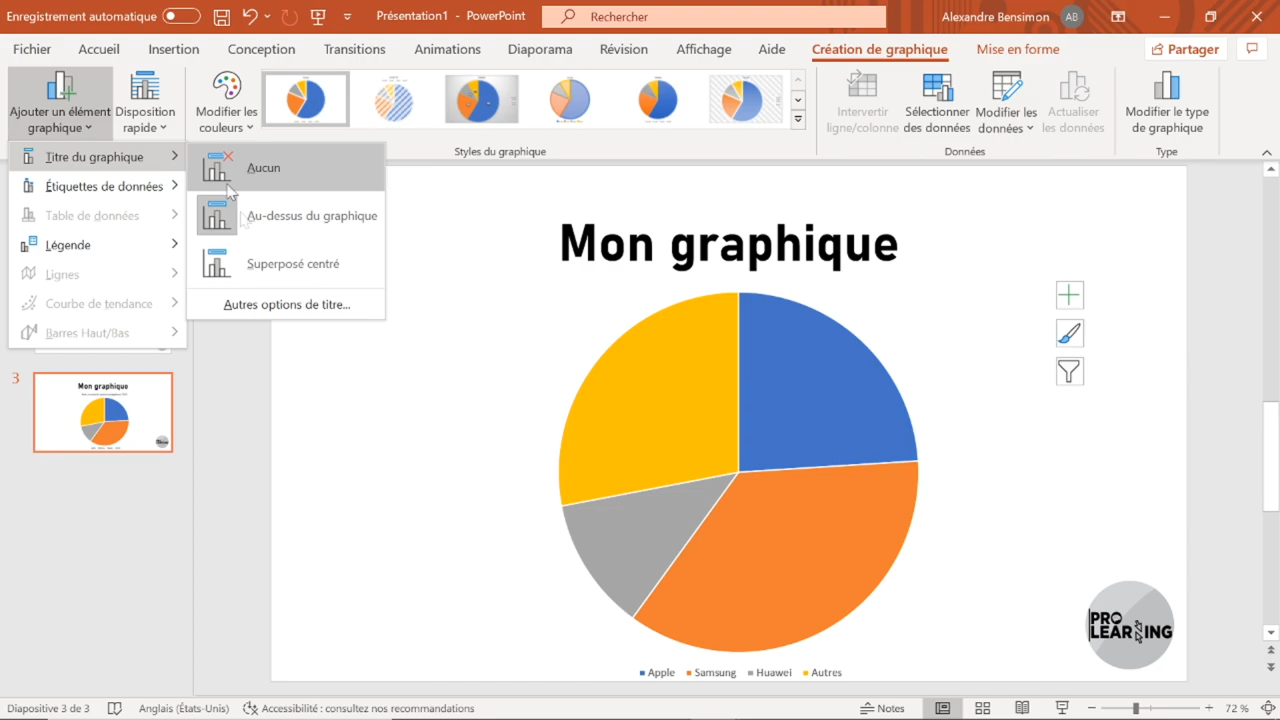 Enregistrement automatique
Présentation1 - PowerPoint
Rechercher
Alexandre Bensimon
AB
Fichier
Accueil
Insertion
Conception
Transitions
Animations
Diaporama
Révision
Affichage
Aide
Création de graphique
Mise en forme
Partager
Ajouter un élément
graphique
Disposition
rapide
Modifier les
couleurs
Styles du graphique
Intervertir
ligne/colonne
Sélectionner
des données
Modifier les
données
Actualiser
les données
Données
Modifier le type
de graphique
Type
Titre du graphique
Étiquettes de données
Table de données
Légende
Lignes
Courbe de tendance
Barres Haut/Bas
Aucun
Au-dessus du graphique
Superposé centré
Autres options de titre...
3
Mon graphique
Mon graphique
Apple
Samsung
Huawei
Autres
PRO
LEARNING
Diapositive 3 de 3
Anglais (États-Unis)
Accessibilité : consultez nos recommandations
Notes
72 %